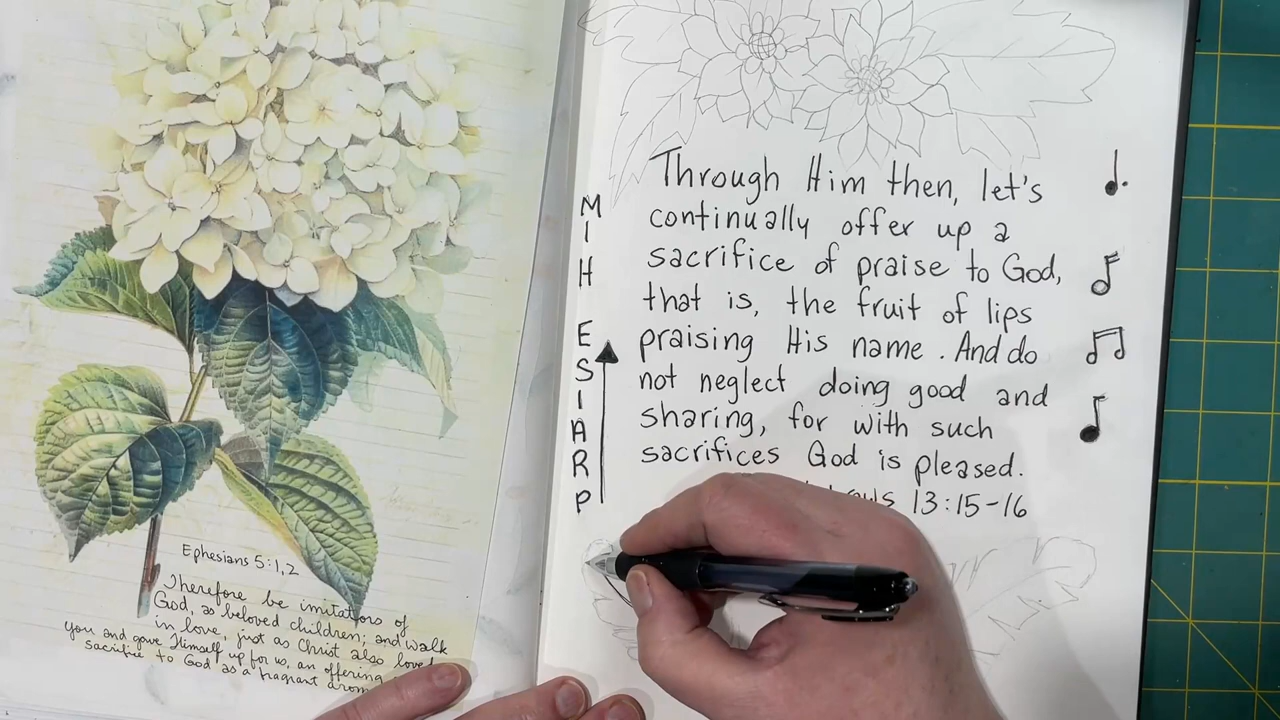 Ephesians 5:1,2
Therefore be imitators of
God, as beloved children; and walk
in love, just as Christ also loved
you and gave Himself up for us, an offering
sacrifice to God as a fragrant
M
I
H
E
S
I
A
R
P
Through Him then, let's
continually offer up a
sacrifice of praise to God,
that is, the fruit of lips
praising His name. And do
not neglect doing good and
sharing, for with such
sacrifices God is pleased.
13:15-16